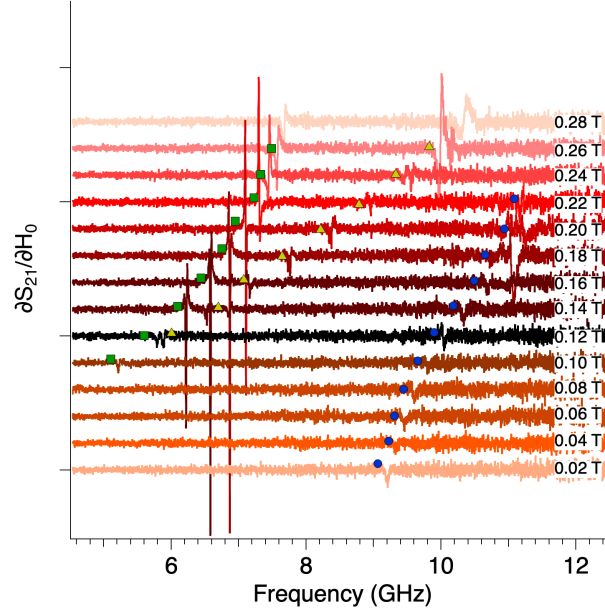 ∂S21/∂H0
0.28 T
0.26 T
0.24 T
0.22 T
0.20 T
0.18 T
0.16 T
0.14 T
0.12 T
0.10 T
0.08 T
0.06 T
0.04 T
0.02 T
6 8 10 12
Frequency (GHz)